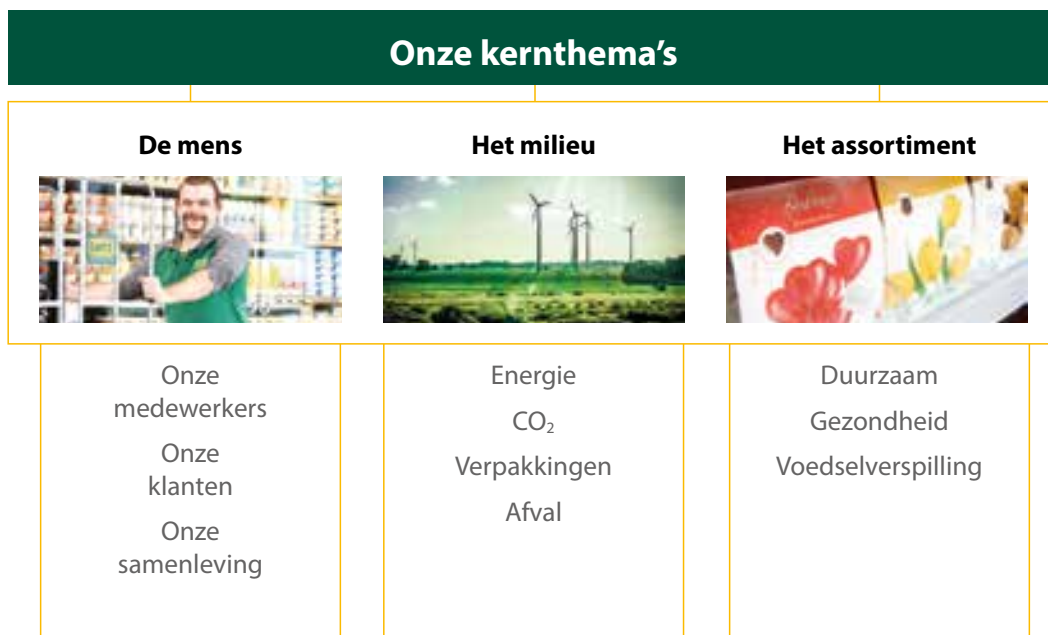 Onze kernthema's
De mens
Het milieu
Het assortiment
Onze
medewerkers
Onze
klanten
Onze
samenleving
Energie
CO₂
Verpakkingen
Afval
Duurzaam
Gezondheid
Voedselverspilling